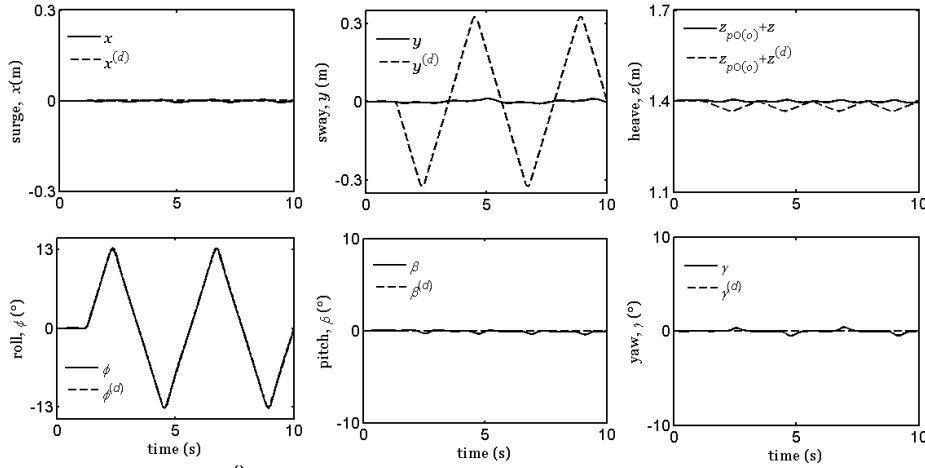 0.3
0
-0.3
surge, x(m)
x
x^(d)
0
5
10
0.3
0
-0.3
sway, y (m)
y
y^(d)
0
5
10
1.7
1.4
1.1
heave, z(m)
z_pO(o)+z
z_pO(o)+z^(d)
0
5
10
13
0
-13
roll, ϕ (°)
ϕ
ϕ^(d)
0
5
10
time (s)
10
0
-10
pitch, β (°)
β
β^(d)
0
5
10
time (s)
10
0
-10
yaw, γ (°)
γ
γ^(d)
0
5
10
time (s)